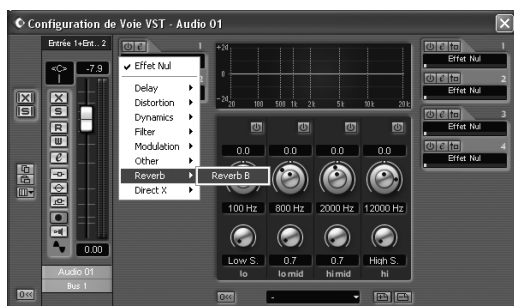 Configuration de Voie VST - Audio 01
Entrée 1+Ent.. 2
<C>
-7.9
X
S
R
W
e
0.00
Audio 01
Bus 1
1
Effet Nul
2
Delay
Distortion
Dynamics
Filter
Modulation
Other
Reverb
Reverb B
Direct X
+24
0
-24
20 100 500 1k 2k 5k 10k 20k
0.0 0.0 0.0 0.0
100 Hz 800 Hz 2000 Hz 12000 Hz
Low S. 0.7 0.7 High S.
lo lo mid hi mid hi
-
1
Effet Nul
2
Effet Nul
3
Effet Nul
4
Effet Nul